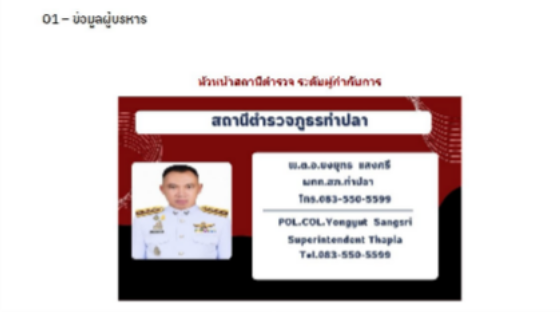 01 – ข้อมูลผู้บริหาร
หัวหน้าสถานีตำรวจ ระดับผู้กำกับการ
สถานีตำรวจภูธรท่าปลา
พ.ต.อ.ยงยุทธ แสงศรี
ผกก.สภ.ท่าปลา
โทร.083-550-5599
POL.COL.Yongyut Sangsri
Superintendent Thapla
Tel.083-550-5599